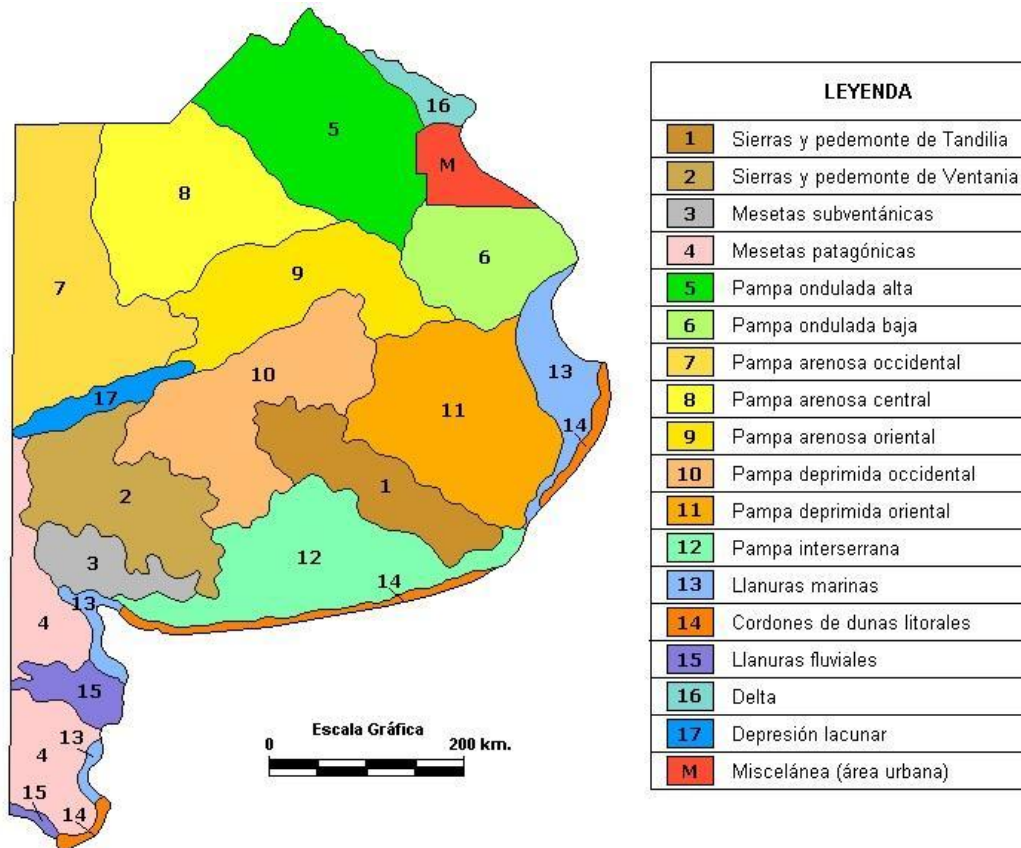 16
5
M
8
6
9
7
13
10
17
11
14
1
2
12
3
14
13
4
15
13
4
15
14
Escala Gráfica
0 200 km.
LEYENDA
1 Sierras y pedemonte de Tandilia
2 Sierras y pedemonte de Ventania
3 Mesetas subventánicas
4 Mesetas patagónicas
5 Pampa ondulada alta
6 Pampa ondulada baja
7 Pampa arenosa occidental
8 Pampa arenosa central
9 Pampa arenosa oriental
10 Pampa deprimida occidental
11 Pampa deprimida oriental
12 Pampa interserrana
13 Llanuras marinas
14 Cordones de dunas litorales
15 Llanuras fluviales
16 Delta
17 Depresión lacunar
M Miscelánea (área urbana)